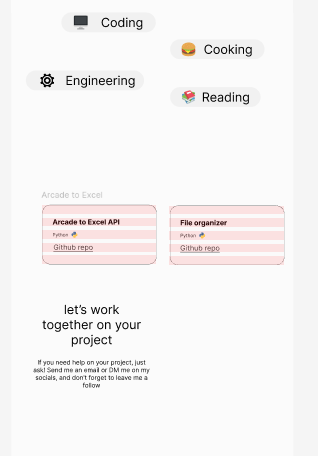 Coding
Cooking
Engineering
Reading
Arcade to Excel
Arcade to Excel API
Python
Github repo
File organizer
Python
Github repo
let's work
together on your
project
If you need help on your project, just
ask! Send me an email or DM me on my
socials, and don't forget to leave me a
follow